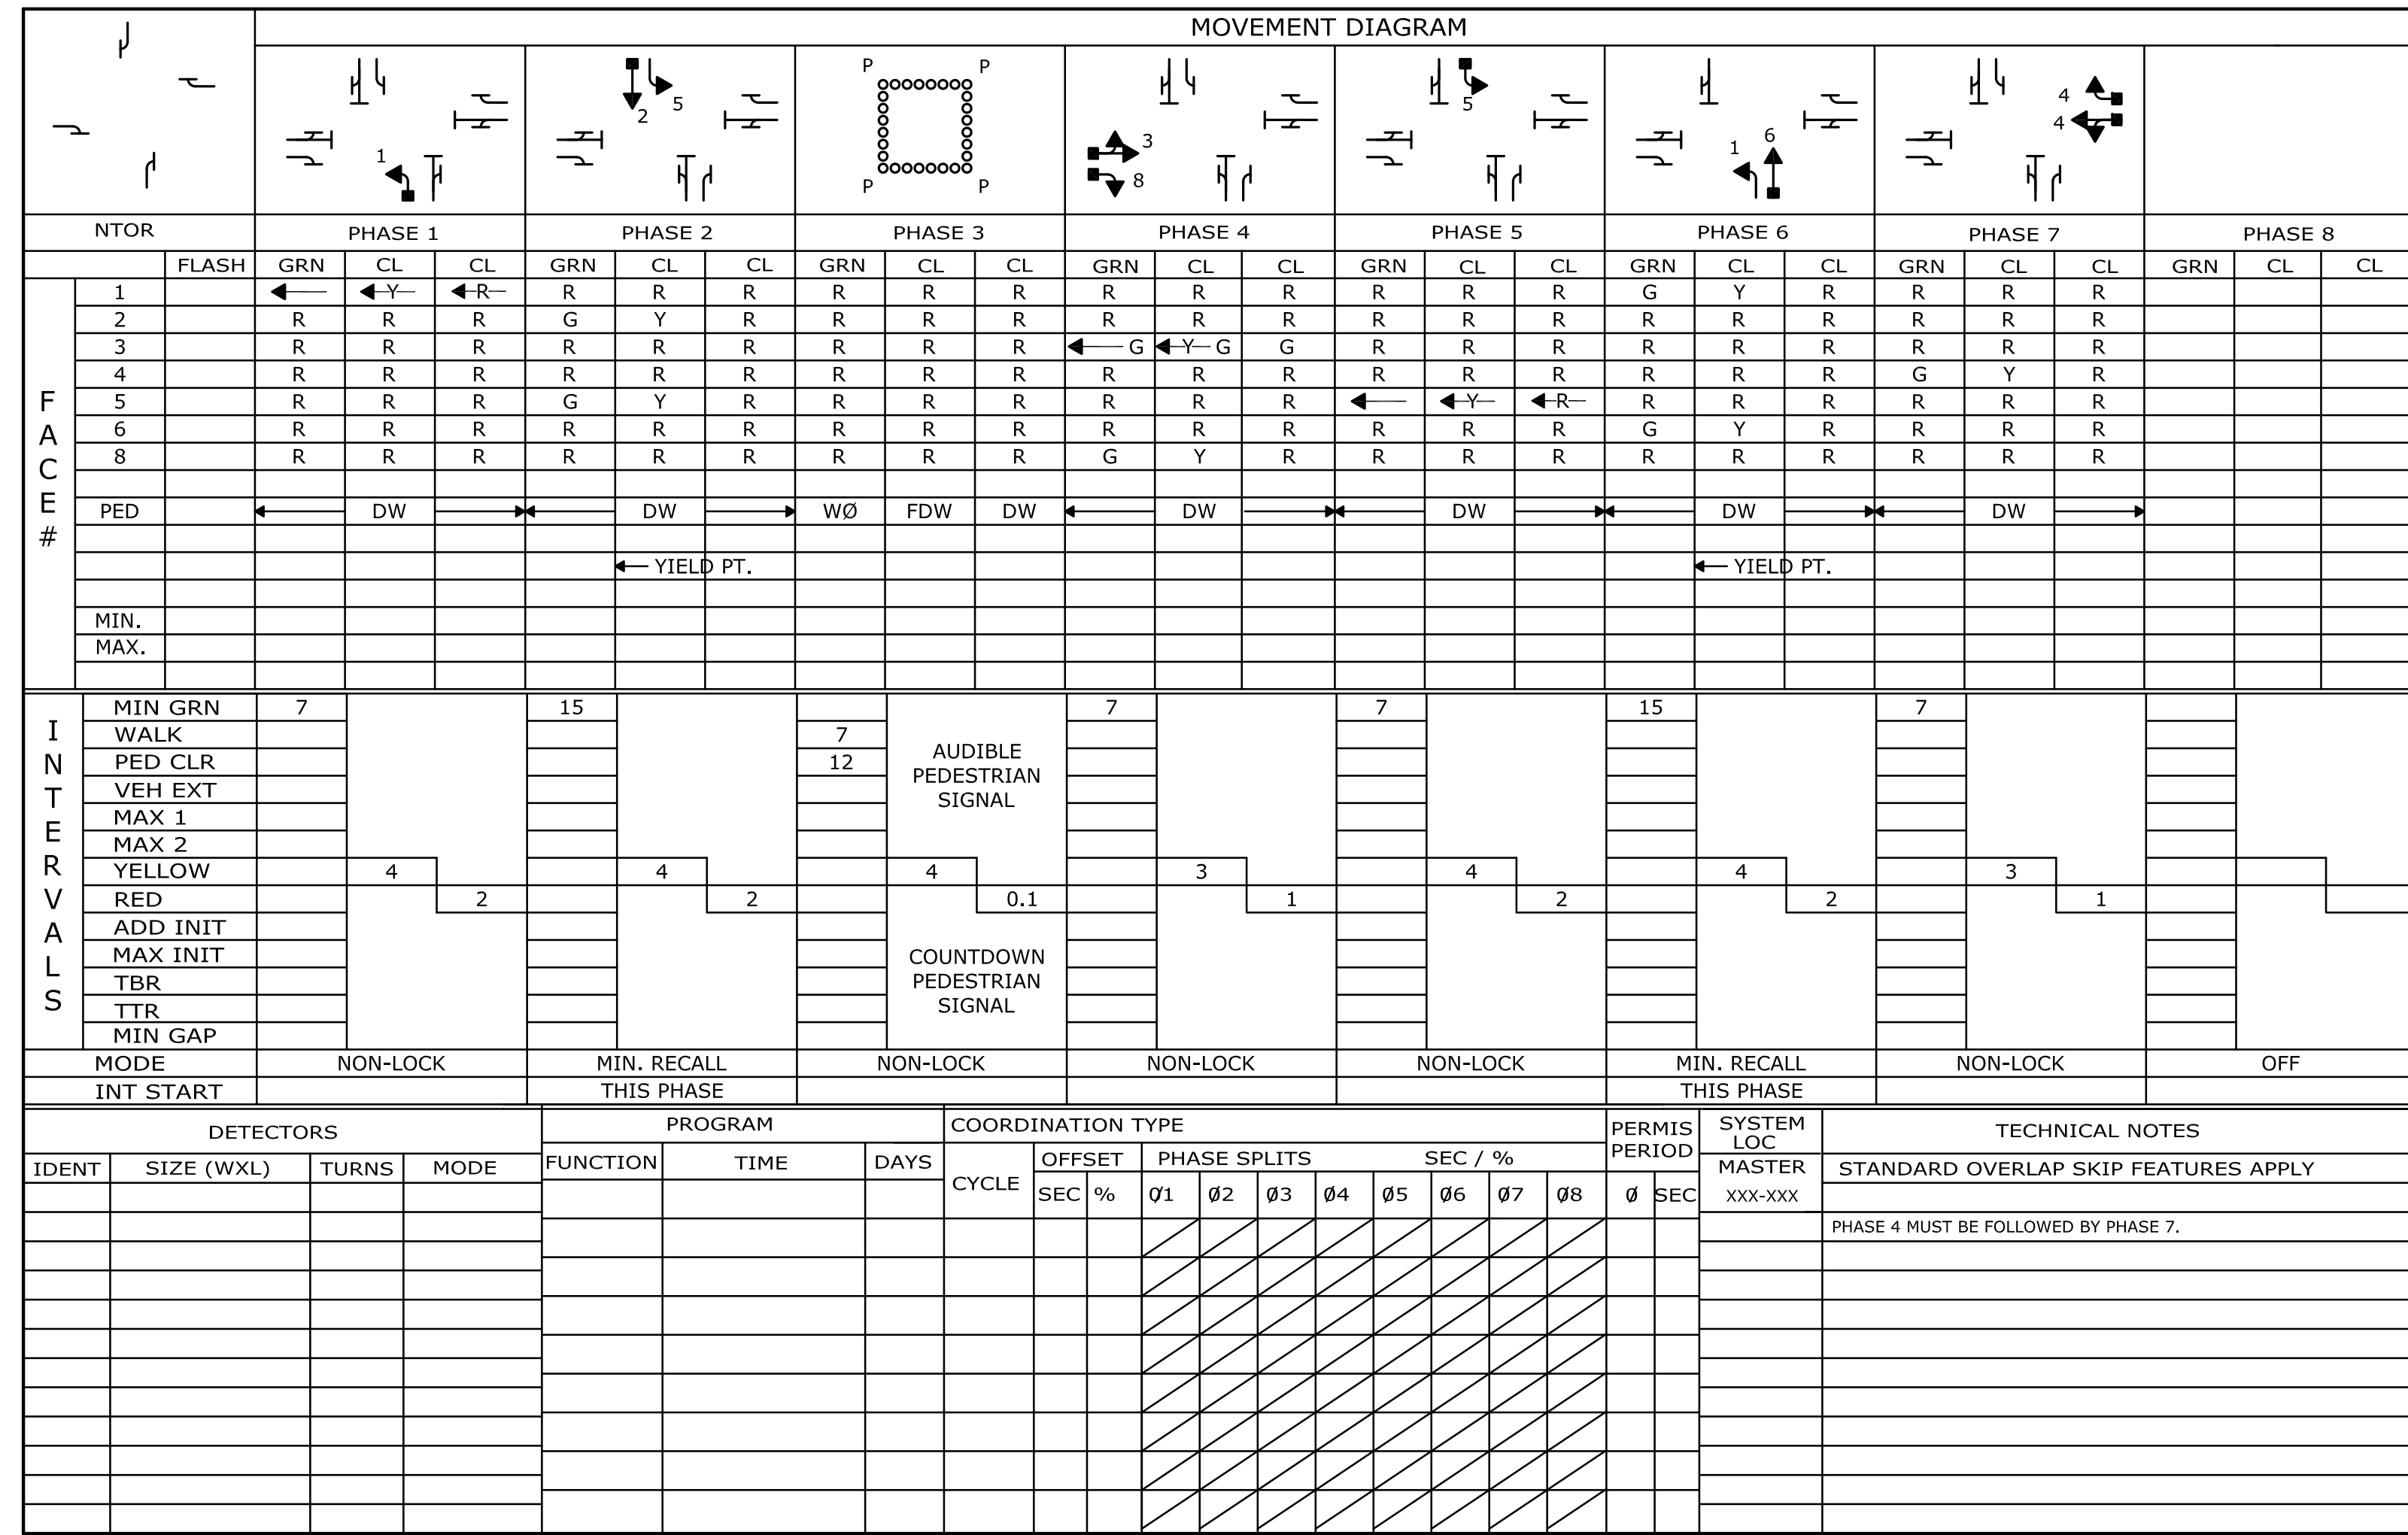 MOVEMENT DIAGRAM
1
2 5
P P
P P
3
8
5
1 6
4
4
NTOR PHASE 1 PHASE 2 PHASE 3 PHASE 4 PHASE 5 PHASE 6 PHASE 7 PHASE 8
FLASH GRN CL CL GRN CL CL GRN CL CL GRN CL CL GRN CL CL GRN CL CL GRN CL CL GRN CL CL
FACE #
1 Y R R R R R R R R R R R R R G Y R R R R
2 R R R G Y R R R R R R R R R R R R R R R R
3 R R R R R R R R R G Y G G R R R R R R R R R
4 R R R R R R R R R R R R R R R R R R G Y R
5 R R R G Y R R R R R R R Y R R R R R R R
6 R R R R R R R R R R R R R R R G Y R R R R
8 R R R R R R R R R G Y R R R R R R R R R R
PED DW DW WØ FDW DW DW DW DW DW
YIELD PT. YIELD PT.
MIN.
MAX.
INTERVALS
MIN GRN 7 15 7 7 15 7
WALK 7
PED CLR 12
VEH EXT
MAX 1
MAX 2
AUDIBLE
PEDESTRIAN
SIGNAL
YELLOW 4 4 4 3 4 4 3
RED 2 2 0.1 1 2 2 1
ADD INIT
MAX INIT
TBR
TTR
MIN GAP
COUNTDOWN
PEDESTRIAN
SIGNAL
MODE NON-LOCK MIN. RECALL NON-LOCK NON-LOCK NON-LOCK MIN. RECALL NON-LOCK OFF
INT START THIS PHASE THIS PHASE
DETECTORS
IDENT SIZE (WXL) TURNS MODE
PROGRAM
FUNCTION TIME DAYS
COORDINATION TYPE
CYCLE OFFSET PHASE SPLITS SEC / %
SEC % Ø1 Ø2 Ø3 Ø4 Ø5 Ø6 Ø7 Ø8
PERMIS
PERIOD
Ø SEC
SYSTEM
LOC
MASTER
XXX-XXX
TECHNICAL NOTES
STANDARD OVERLAP SKIP FEATURES APPLY
PHASE 4 MUST BE FOLLOWED BY PHASE 7.